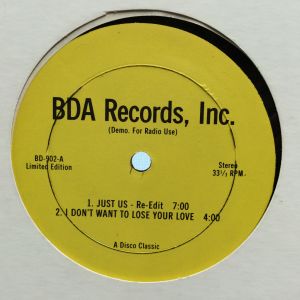 BDA Records, Inc.
(Demo. For Radio Use)
BD-902-A
Limited Edition
Stereo
33⅓ RPM
1. JUST US - Re-Edit 7:00
2. I DON'T WANT TO LOSE YOUR LOVE 4:00
A Disco Classic